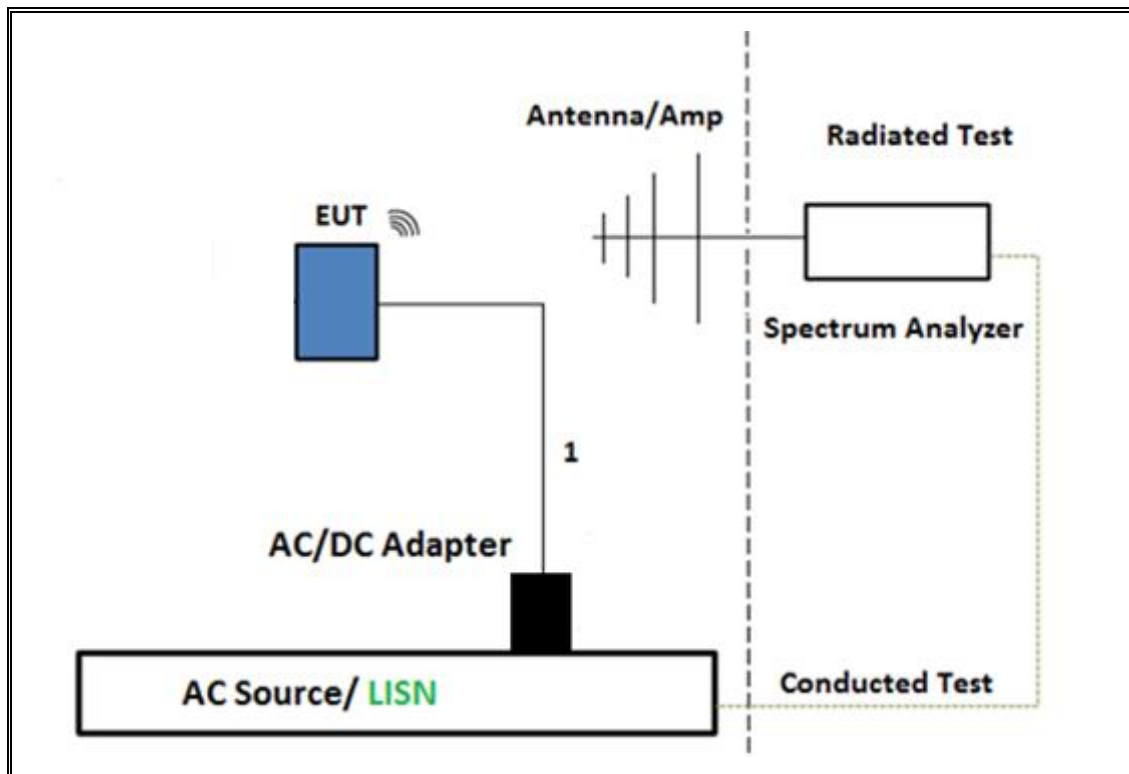 Antenna/Amp
Radiated Test
EUT
Spectrum Analyzer
1
AC/DC Adapter
AC Source/ LISN
Conducted Test